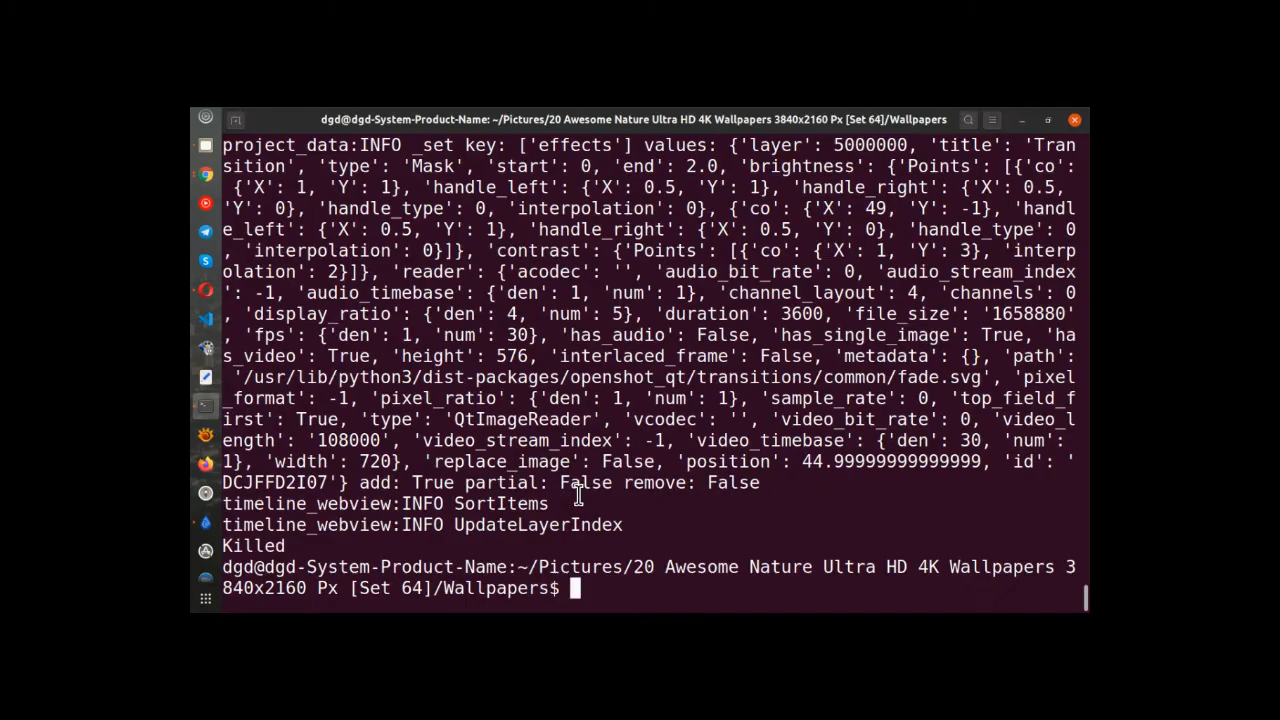 dgd@dgd-System-Product-Name: ~/Pictures/20 Awesome Nature Ultra HD 4K Wallpapers 3840x2160 Px [Set 64]/Wallpapers
project_data:INFO _set key: ['effects'] values: {'layer': 5000000, 'title': 'Tran
sition', 'type': 'Mask', 'start': 0, 'end': 2.0, 'brightness': {'Points': [{'co':
 {'X': 1, 'Y': 1}, 'handle_left': {'X': 0.5, 'Y': 1}, 'handle_right': {'X': 0.5,
'Y': 0}, 'handle_type': 0, 'interpolation': 0}, {'co': {'X': 49, 'Y': -1}, 'handl
e_left': {'X': 0.5, 'Y': 1}, 'handle_right': {'X': 0.5, 'Y': 0}, 'handle_type': 0
, 'interpolation': 0}]}, 'contrast': {'Points': [{'co': {'X': 1, 'Y': 3}, 'interp
olation': 2}]}, 'reader': {'acodec': '', 'audio_bit_rate': 0, 'audio_stream_index
': -1, 'audio_timebase': {'den': 1, 'num': 1}, 'channel_layout': 4, 'channels': 0
, 'display_ratio': {'den': 4, 'num': 5}, 'duration': 3600, 'file_size': '1658880'
, 'fps': {'den': 1, 'num': 30}, 'has_audio': False, 'has_single_image': True, 'ha
s_video': True, 'height': 576, 'interlaced_frame': False, 'metadata': {}, 'path':
 '/usr/lib/python3/dist-packages/openshot_qt/transitions/common/fade.svg', 'pixel
_format': -1, 'pixel_ratio': {'den': 1, 'num': 1}, 'sample_rate': 0, 'top_field_f
irst': True, 'type': 'QtImageReader', 'vcodec': '', 'video_bit_rate': 0, 'video_l
ength': '108000', 'video_stream_index': -1, 'video_timebase': {'den': 30, 'num':
1}, 'width': 720}, 'replace_image': False, 'position': 44.99999999999999, 'id': '
DCJFFD2I07'} add: True partial: False remove: False
timeline_webview:INFO SortItems
timeline_webview:INFO UpdateLayerIndex
Killed
dgd@dgd-System-Product-Name:~/Pictures/20 Awesome Nature Ultra HD 4K Wallpapers 3
840x2160 Px [Set 64]/Wallpapers$